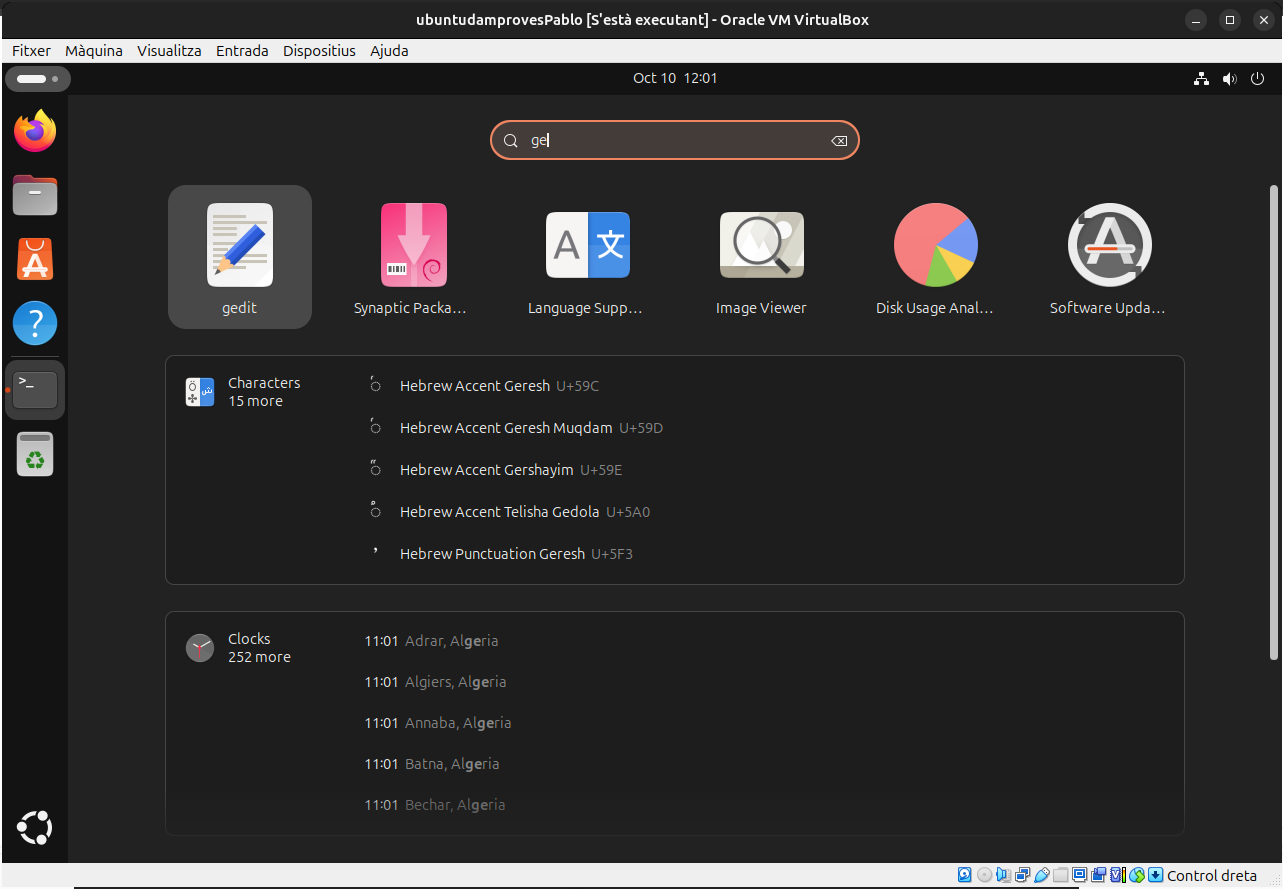 ubuntudamprovesPablo [S'està executant] - Oracle VM VirtualBox
Fitxer Màquina Visualitza Entrada Dispositius Ajuda
Oct 10 12:01
ge
gedit
Synaptic Packa...
Language Supp...
Image Viewer
Disk Usage Anal...
Software Upda...
Characters
15 more
Hebrew Accent Geresh U+59C
Hebrew Accent Geresh Muqdam U+59D
Hebrew Accent Gershayim U+59E
Hebrew Accent Telisha Gedola U+5A0
Hebrew Punctuation Geresh U+5F3
Clocks
252 more
11:01 Adrar, Algeria
11:01 Algiers, Algeria
11:01 Annaba, Algeria
11:01 Batna, Algeria
11:01 Bechar, Algeria
Control dreta